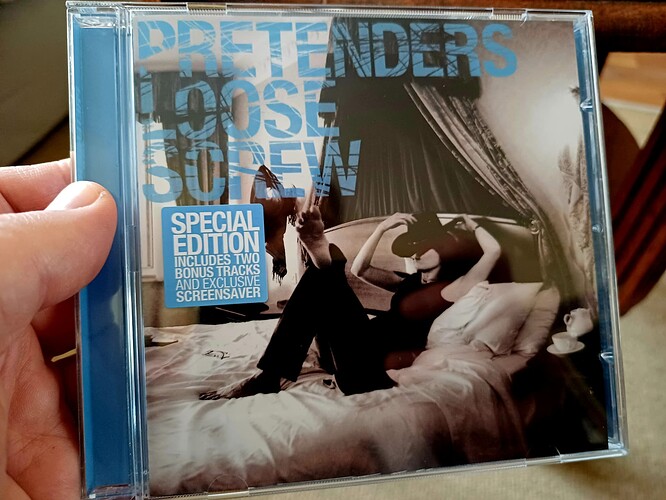 PRETENDERS
LOOSE
SCREW
SPECIAL
EDITION
INCLUDES TWO
BONUS TRACKS
AND EXCLUSIVE
SCREENSAVER